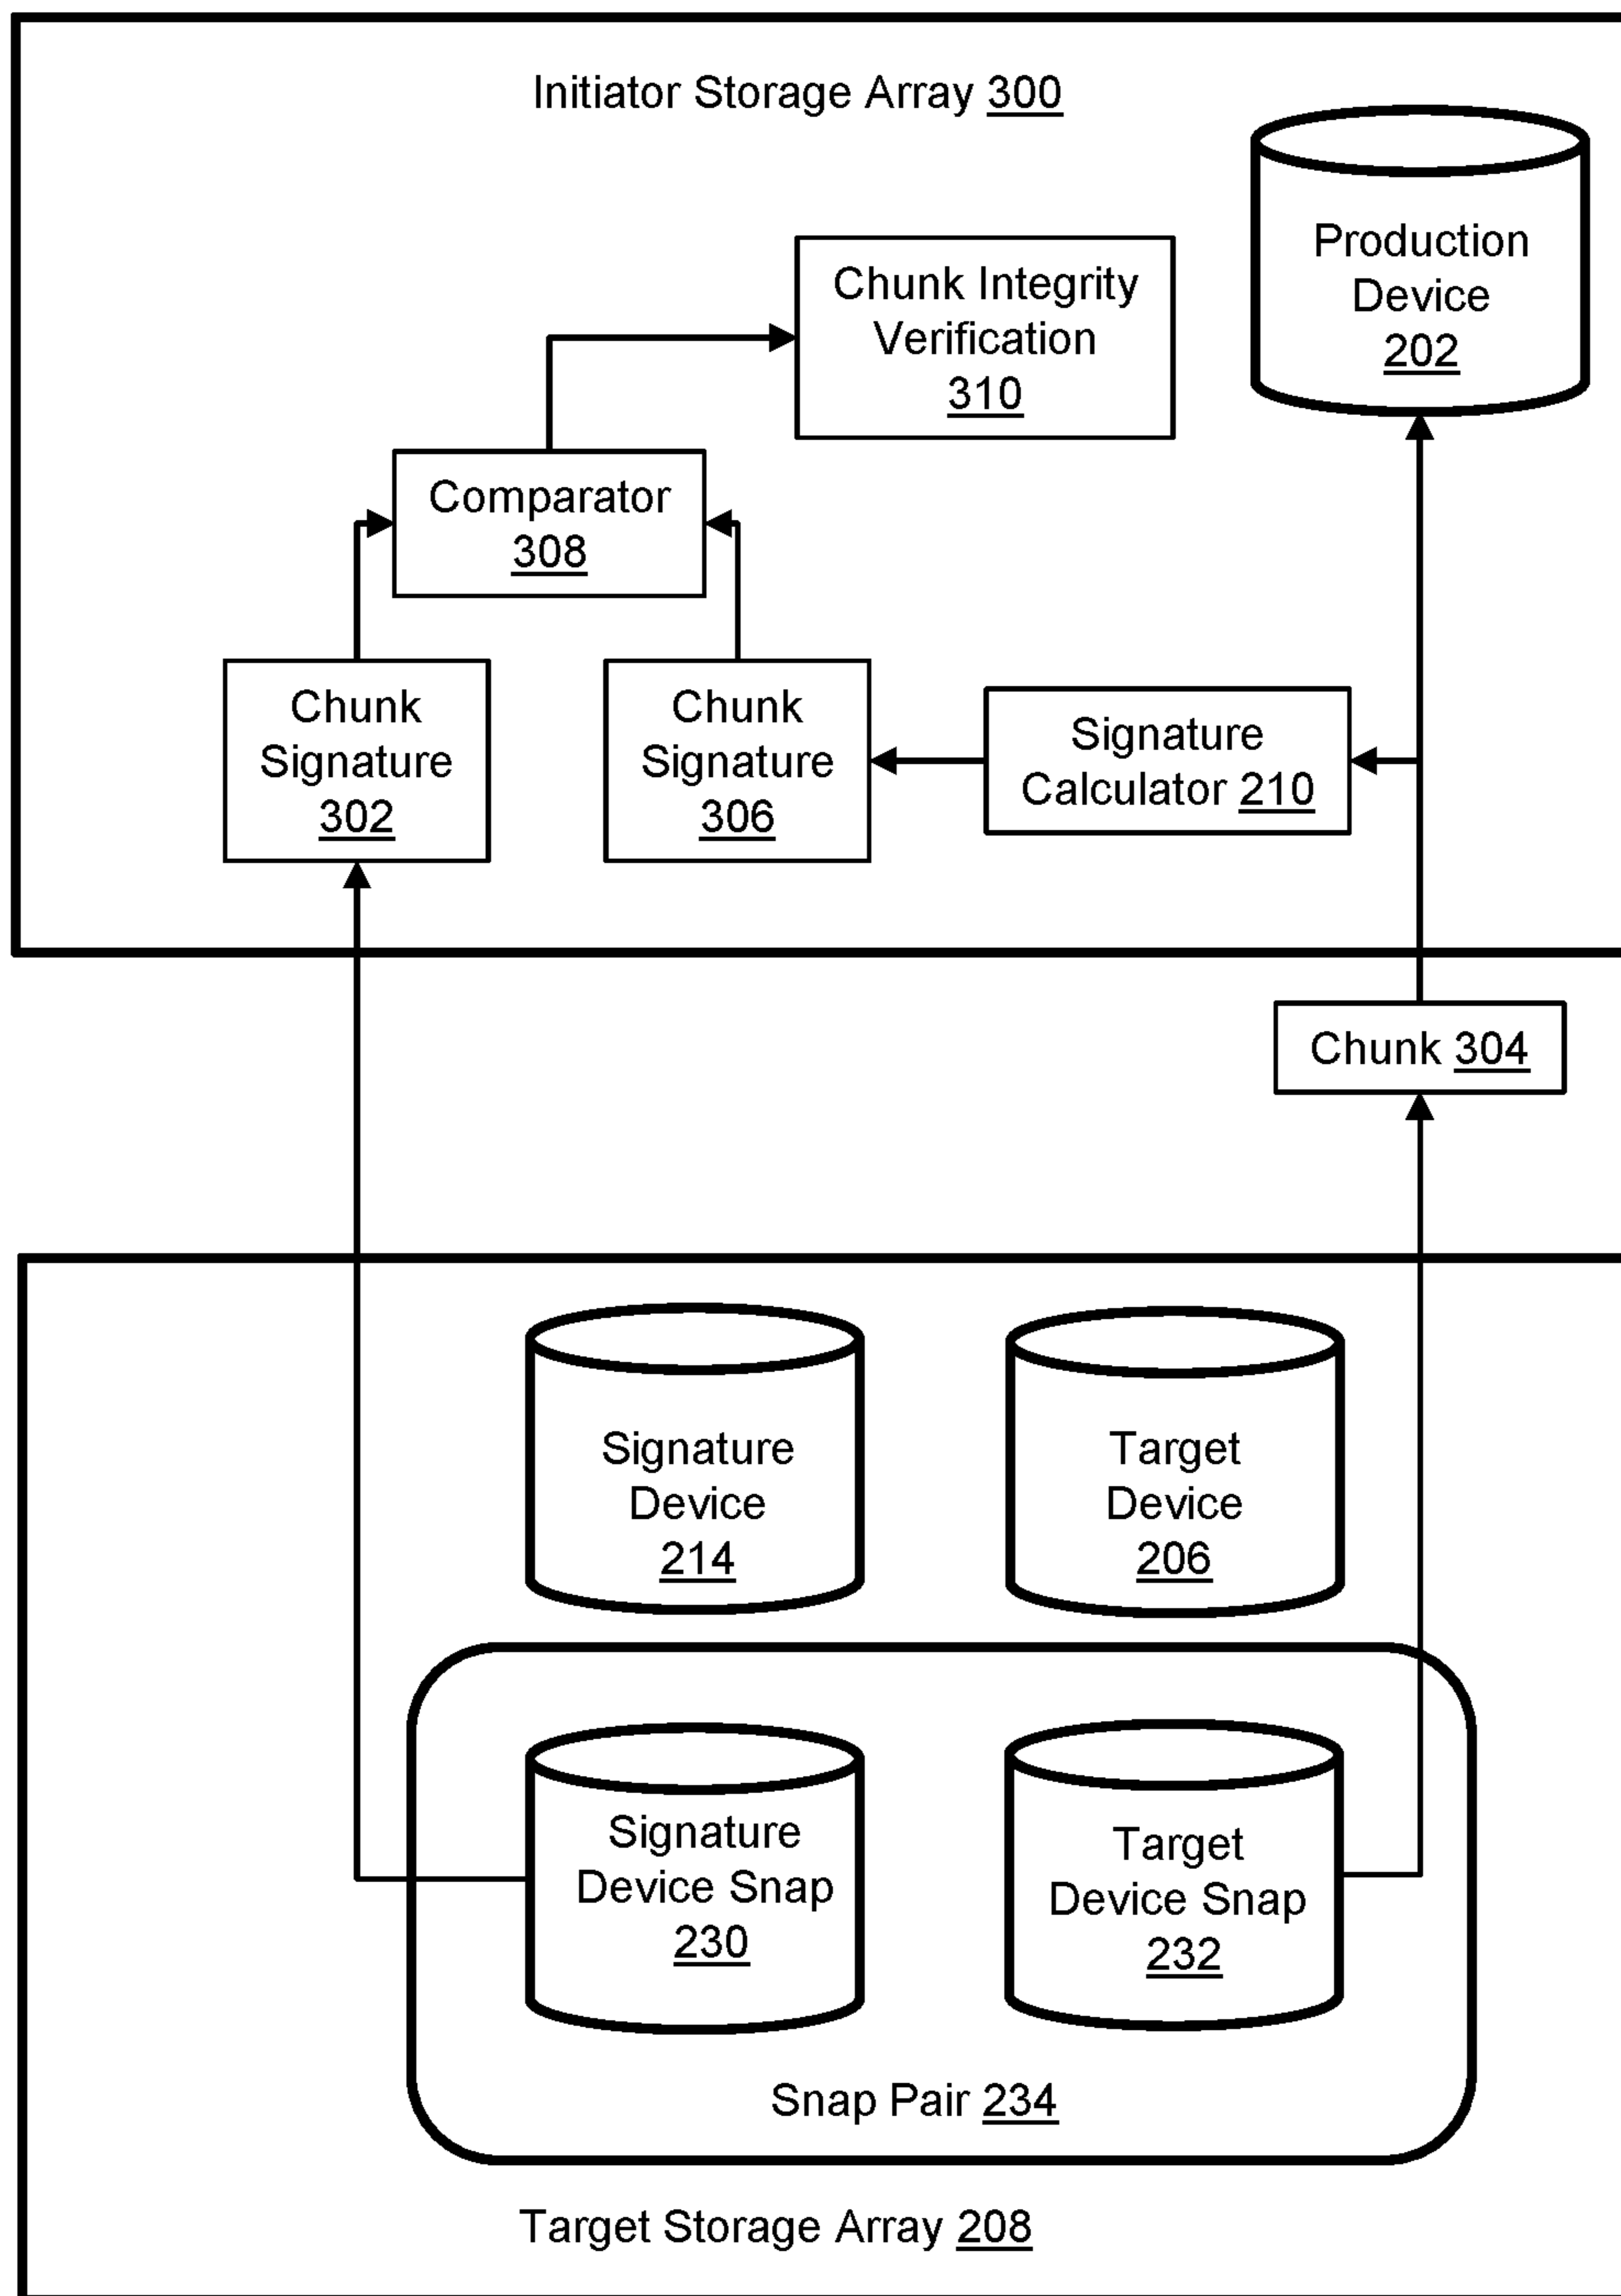 Initiator Storage Array 300
Production
Device
202
Chunk Integrity
Verification
310
Comparator
308
Chunk
Signature
302
Chunk
Signature
306
Signature
Calculator 210
Chunk 304
Signature
Device
214
Target
Device
206
Signature
Device Snap
230
Target
Device Snap
232
Snap Pair 234
Target Storage Array 208